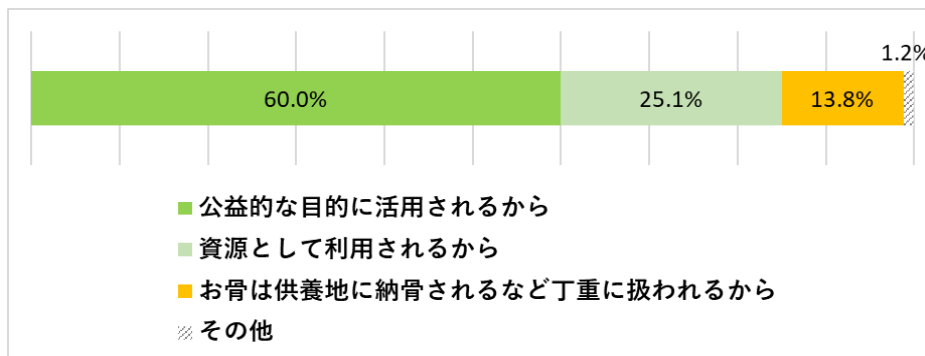 1.2%
60.0%
25.1%
13.8%
公益的な目的に活用されるから
資源として利用されるから
お骨は供養地に納骨されるなど丁重に扱われるから
その他